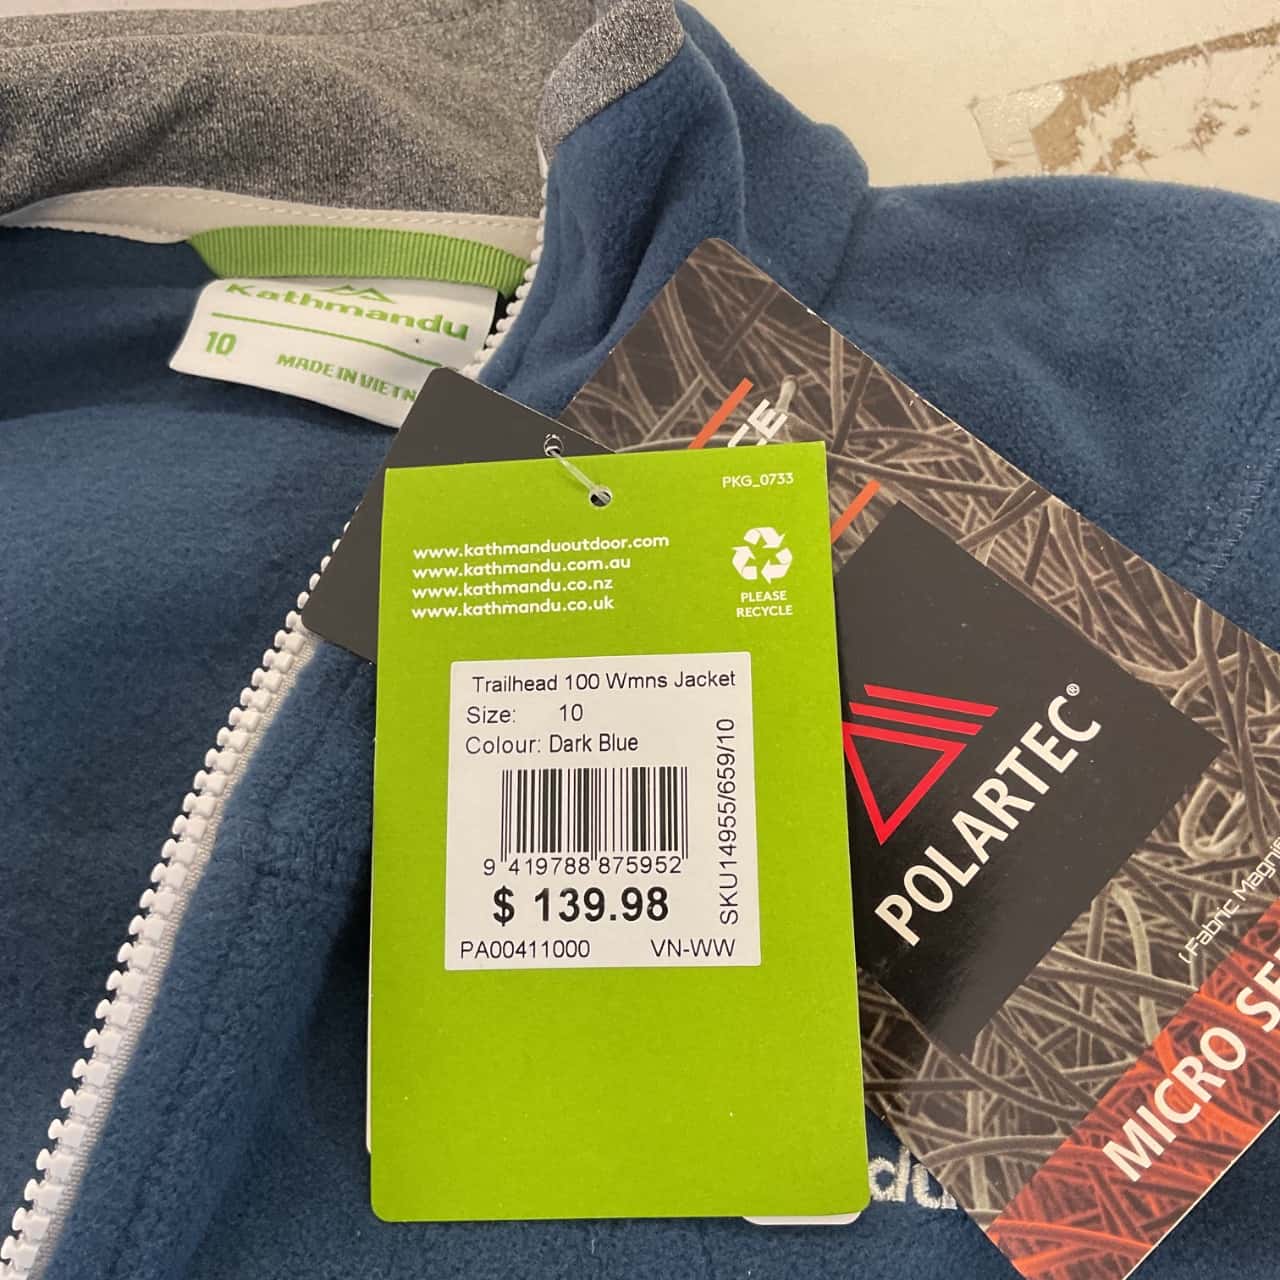 Kathmandu
10
MADE IN
PKG_0733
www.kathmanduoutdoor.com
www.kathmandu.com.au
www.kathmandu.co.nz
www.kathmandu.co.uk
PLEASE
RECYCLE
Trailhead 100 Wmns Jacket
Size: 10
Colour: Dark Blue
9 419788 875952
$ 139.98
PA00411000 VN-WW
SKU14955/659/10
POLARTEC®
MICRO